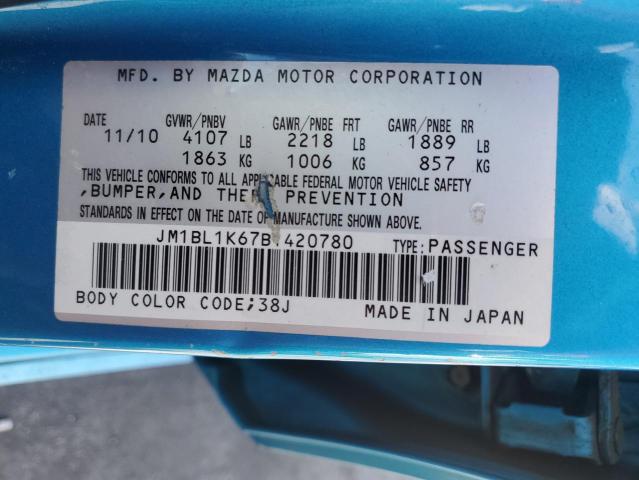 MFD. BY MAZDA MOTOR CORPORATION
DATE GVWR/PNBV GAWR/PNBE FRT GAWR/PNBE RR
11/10 4107 LB 2218 LB 1889 LB
1863 KG 1006 KG 857 KG
THIS VEHICLE CONFORMS TO ALL APPLICABLE FEDERAL MOTOR VEHICLE SAFETY
,BUMPER,AND THEFT PREVENTION
STANDARDS IN EFFECT ON THE DATE OF MANUFACTURE SHOWN ABOVE.
TYPE:PASSENGER
BODY COLOR CODE;38J MADE IN JAPAN